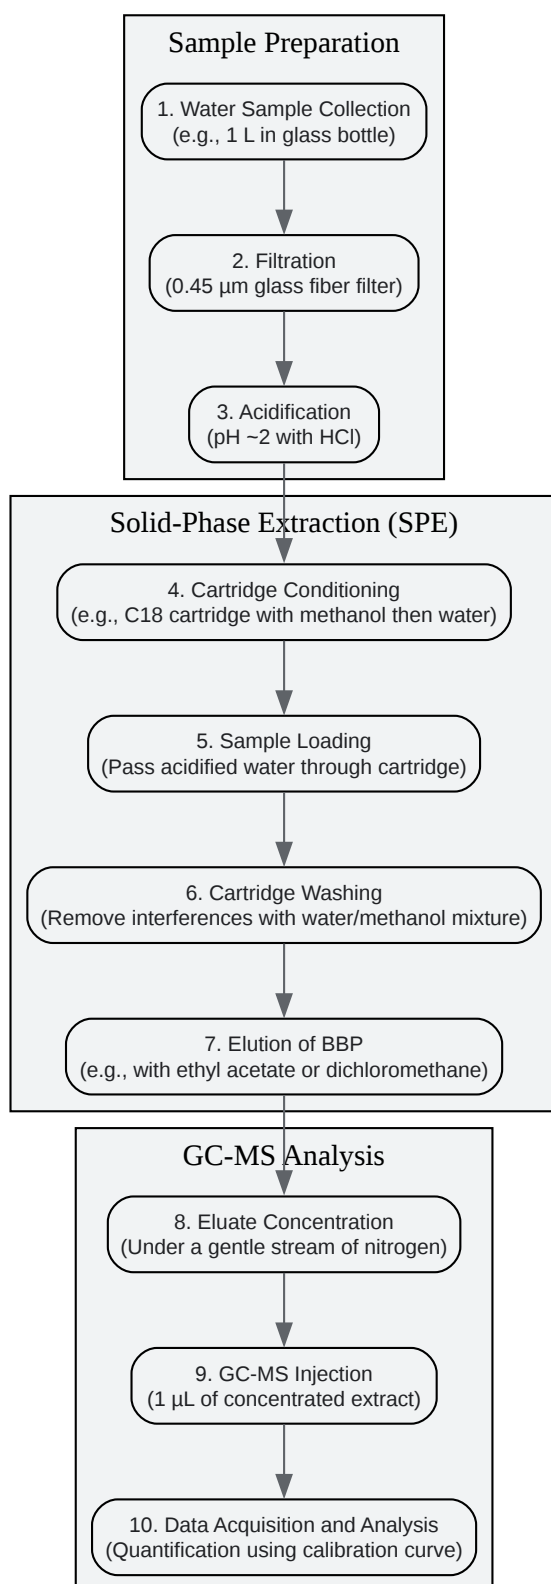 Sample Preparation
1. Water Sample Collection
(e.g., 1 L in glass bottle)
2. Filtration
(0.45 µm glass fiber filter)
3. Acidification
(pH ~2 with HCl)
Solid-Phase Extraction (SPE)
4. Cartridge Conditioning
(e.g., C18 cartridge with methanol then water)
5. Sample Loading
(Pass acidified water through cartridge)
6. Cartridge Washing
(Remove interferences with water/methanol mixture)
7. Elution of BBP
(e.g., with ethyl acetate or dichloromethane)
GC-MS Analysis
8. Eluate Concentration
(Under a gentle stream of nitrogen)
9. GC-MS Injection
(1 µL of concentrated extract)
10. Data Acquisition and Analysis
(Quantification using calibration curve)